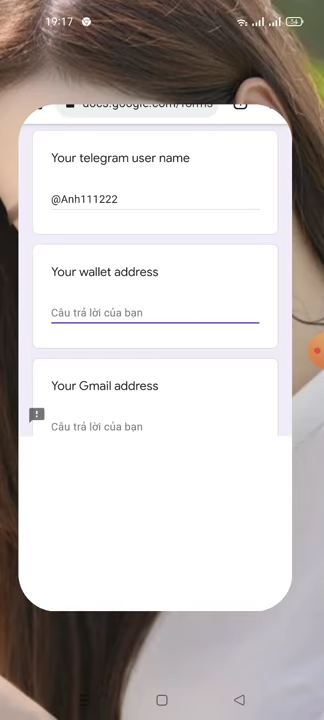 19:17
54
docs.google.com/forms
Your telegram user name
@Anh111222
Your wallet address
Câu trả lời của bạn
Your Gmail address
Câu trả lời của bạn